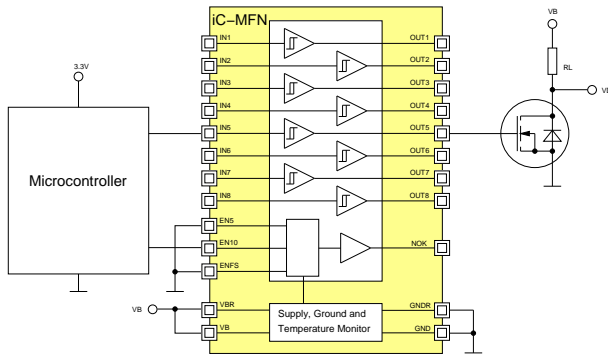 iC-MFN
VB
IN1
OUT1
IN2
OUT2
RL
3.3V
IN3
OUT3
IN4
OUT4
IN5
OUT5
IN6
OUT6
Microcontroller
IN7
OUT7
IN8
OUT8
EN5
EN10
NOK
ENFS
VB
VBR
Supply, Ground and
Temperature Monitor
GNDR
VB
GND